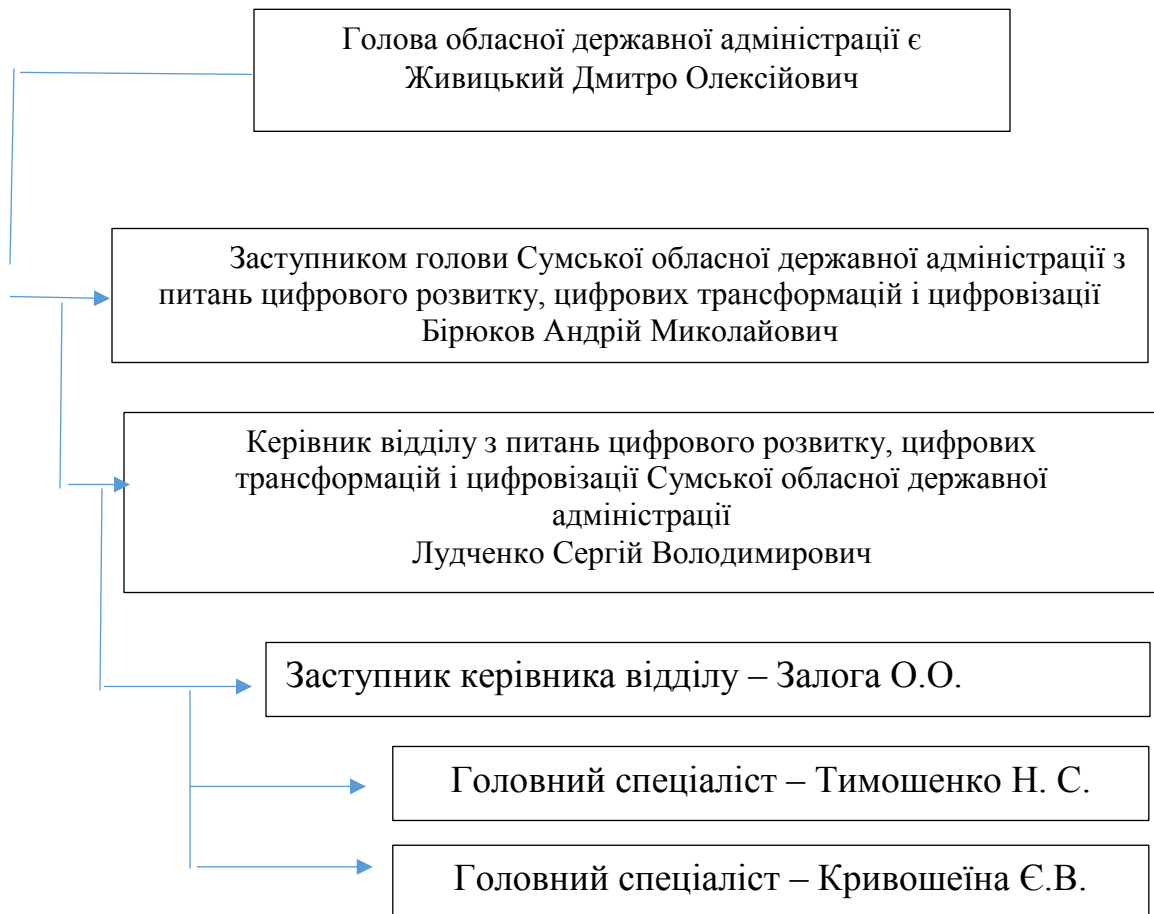 Голова обласної державної адміністрації є
Живицький Дмитро Олексійович
Заступником голови Сумської обласної державної адміністрації з
питань цифрового розвитку, цифрових трансформацій і цифровізації
Бірюков Андрій Миколайович
Керівник відділу з питань цифрового розвитку, цифрових
трансформацій і цифровізації Сумської обласної державної
адміністрації
Лудченко Сергій Володимирович
Заступник керівника відділу – Залога О.О.
Головний спеціаліст – Тимошенко Н. С.
Головний спеціаліст – Кривошеїна Є.В.